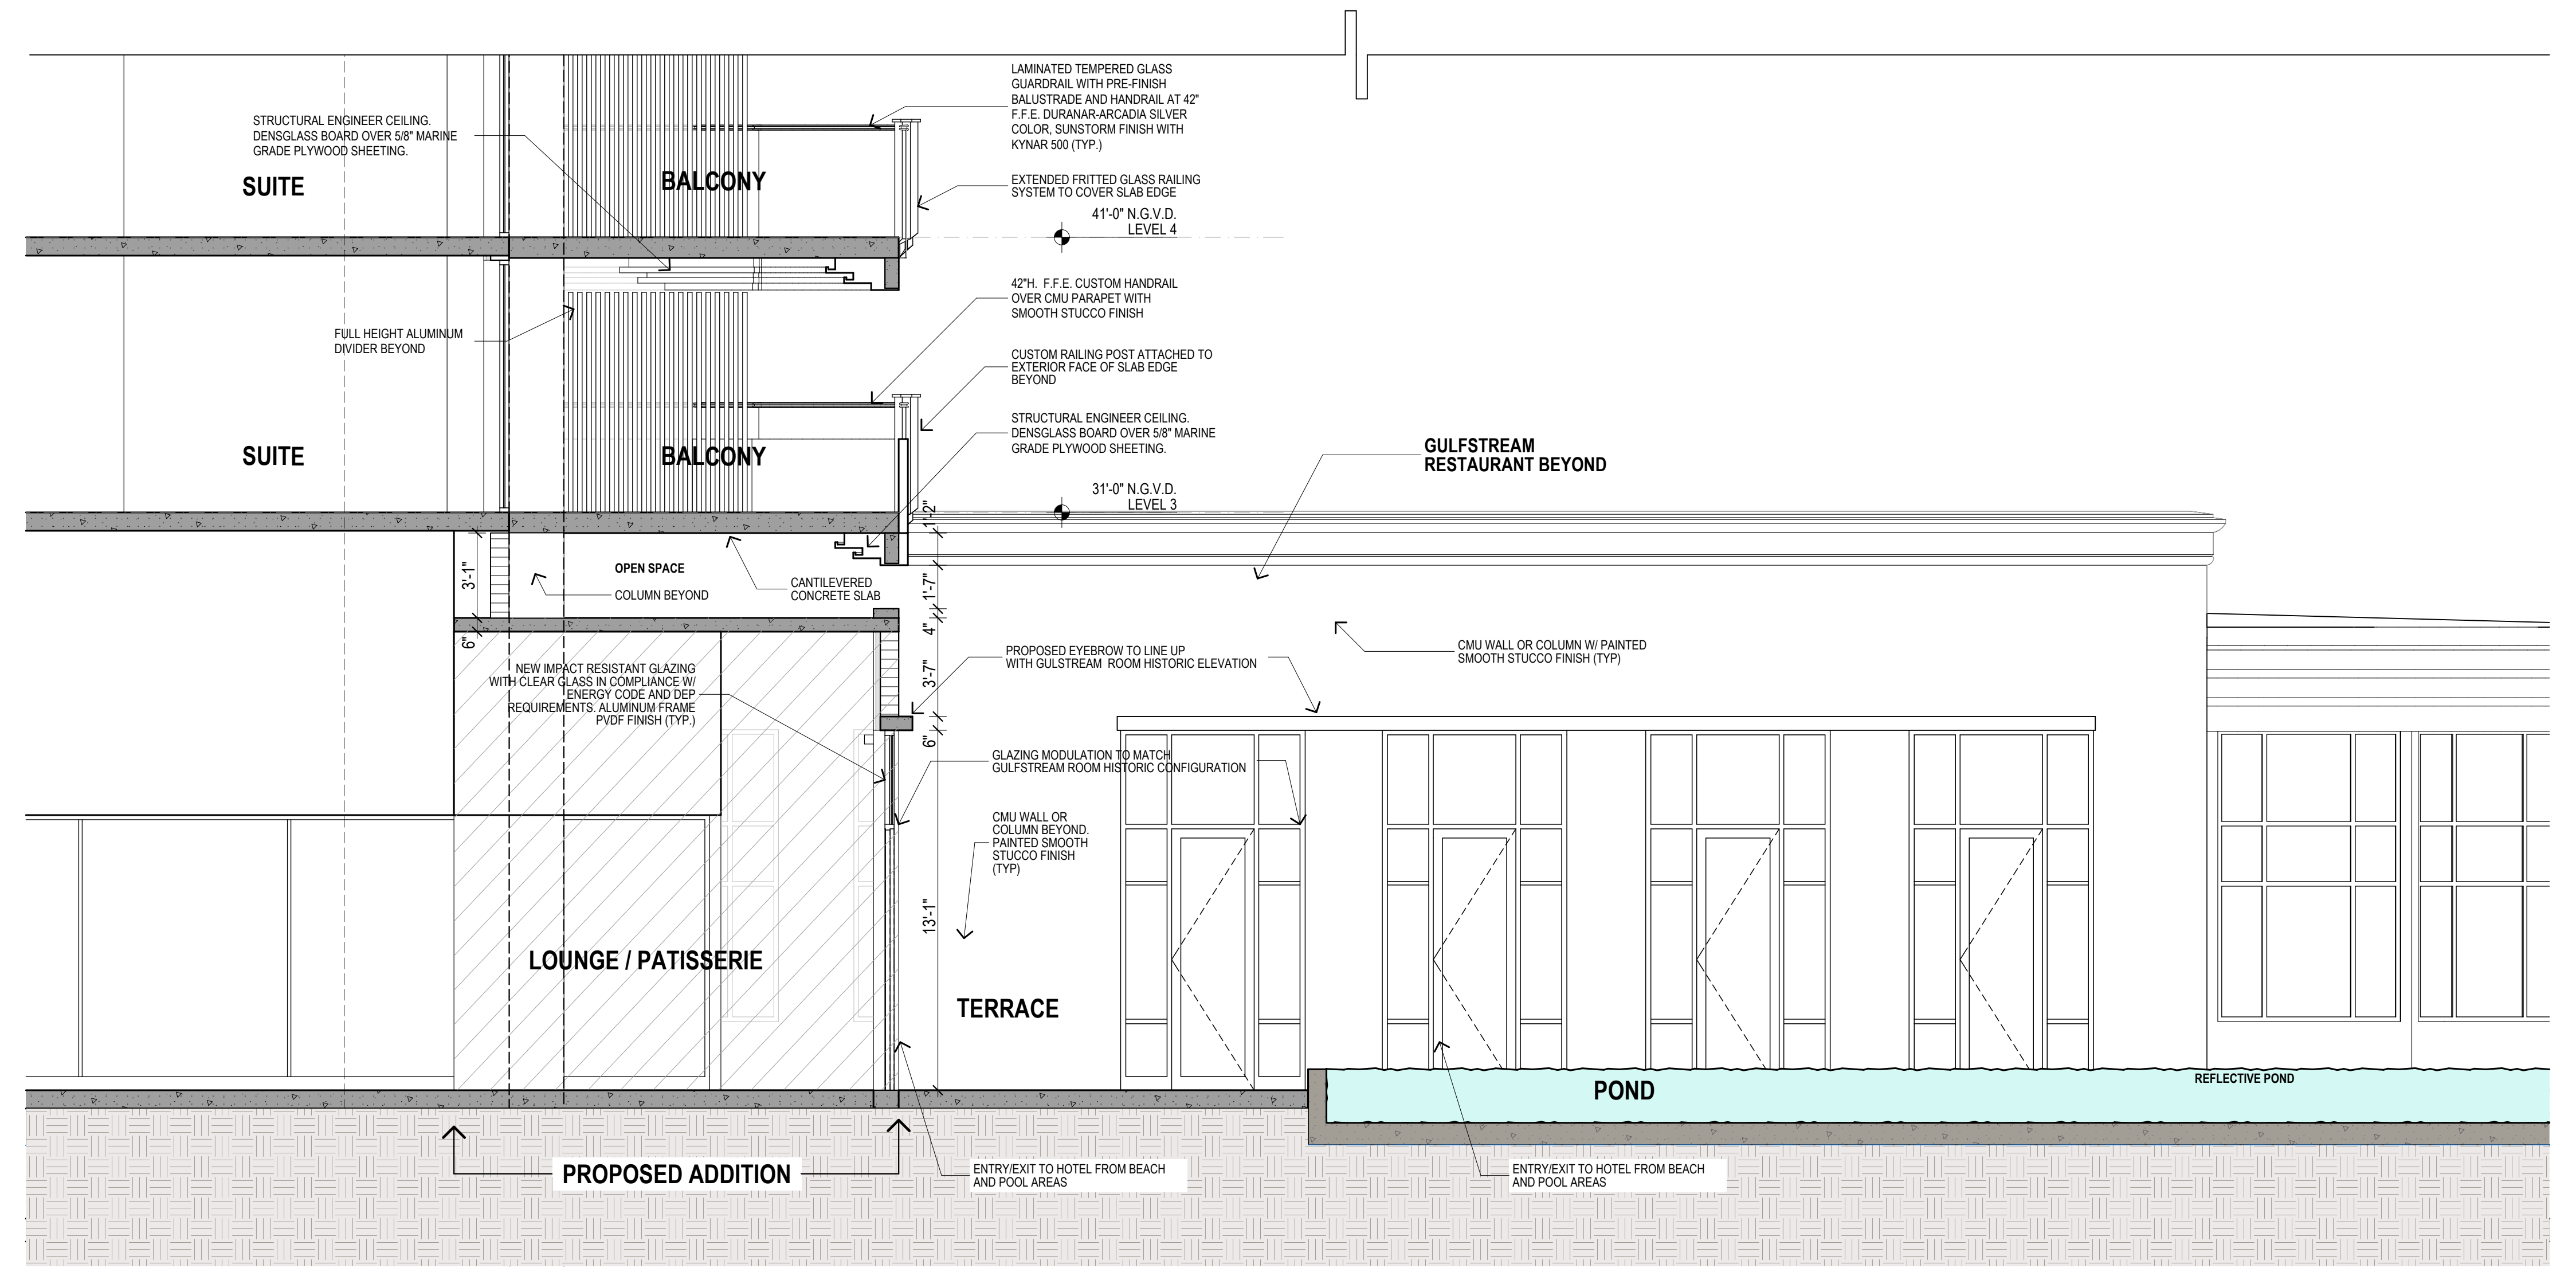 LAMINATED TEMPERED GLASS
GUARDRAIL WITH PRE-FINISH
BALUSTRADE AND HANDRAIL AT 42"
F.F.E. DURANAR-ARCADIA SILVER
COLOR, SUNSTORM FINISH WITH
KYNAR 500 (TYP.)
STRUCTURAL ENGINEER CEILING.
DENSGLASS BOARD OVER 5/8" MARINE
GRADE PLYWOOD SHEETING.
SUITE
BALCONY
EXTENDED FRITTED GLASS RAILING
SYSTEM TO COVER SLAB EDGE
41'-0" N.G.V.D.
LEVEL 4
42"H. F.F.E. CUSTOM HANDRAIL
OVER CMU PARAPET WITH
SMOOTH STUCCO FINISH
FULL HEIGHT ALUMINUM
DIVIDER BEYOND
CUSTOM RAILING POST ATTACHED TO
EXTERIOR FACE OF SLAB EDGE
BEYOND
STRUCTURAL ENGINEER CEILING.
DENSGLASS BOARD OVER 5/8" MARINE
GRADE PLYWOOD SHEETING.
SUITE
BALCONY
GULFSTREAM
RESTAURANT BEYOND
31'-0" N.G.V.D.
LEVEL 3
1'-2"
3'-1"
OPEN SPACE
COLUMN BEYOND
CANTILEVERED
CONCRETE SLAB
1'-7"
4"
6"
PROPOSED EYEBROW TO LINE UP
WITH GULSTREAM ROOM HISTORIC ELEVATION
CMU WALL OR COLUMN W/ PAINTED
SMOOTH STUCCO FINISH (TYP)
NEW IMPACT RESISTANT GLAZING
WITH CLEAR GLASS IN COMPLIANCE W/
ENERGY CODE AND DEP
REQUIREMENTS. ALUMINUM FRAME
PVDF FINISH (TYP.)
3'-7"
6"
GLAZING MODULATION TO MATCH
GULFSTREAM ROOM HISTORIC CONFIGURATION
CMU WALL OR
COLUMN BEYOND.
PAINTED SMOOTH
STUCCO FINISH
(TYP)
13'-1"
LOUNGE / PATISSERIE
TERRACE
POND
REFLECTIVE POND
PROPOSED ADDITION
ENTRY/EXIT TO HOTEL FROM BEACH
AND POOL AREAS
ENTRY/EXIT TO HOTEL FROM BEACH
AND POOL AREAS